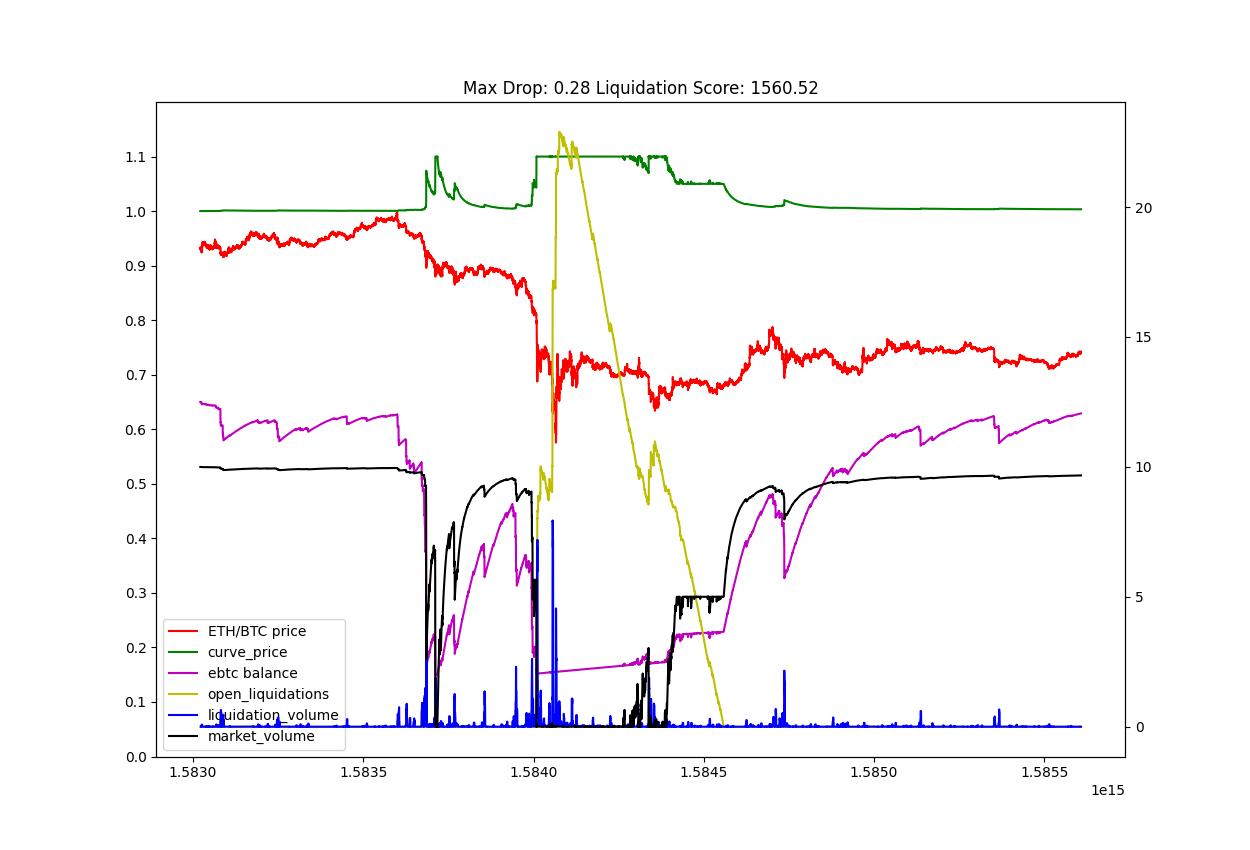 Max Drop: 0.28 Liquidation Score: 1560.52
1.1
1.0
0.9
0.8
0.7
0.6
0.5
0.4
0.3
0.2
0.1
0.0
20
15
10
5
0
ETH/BTC price
curve_price
ebtc balance
open_liquidations
liquidation_volume
market_volume
1.5830 1.5835 1.5840 1.5845 1.5850 1.5855
1e15